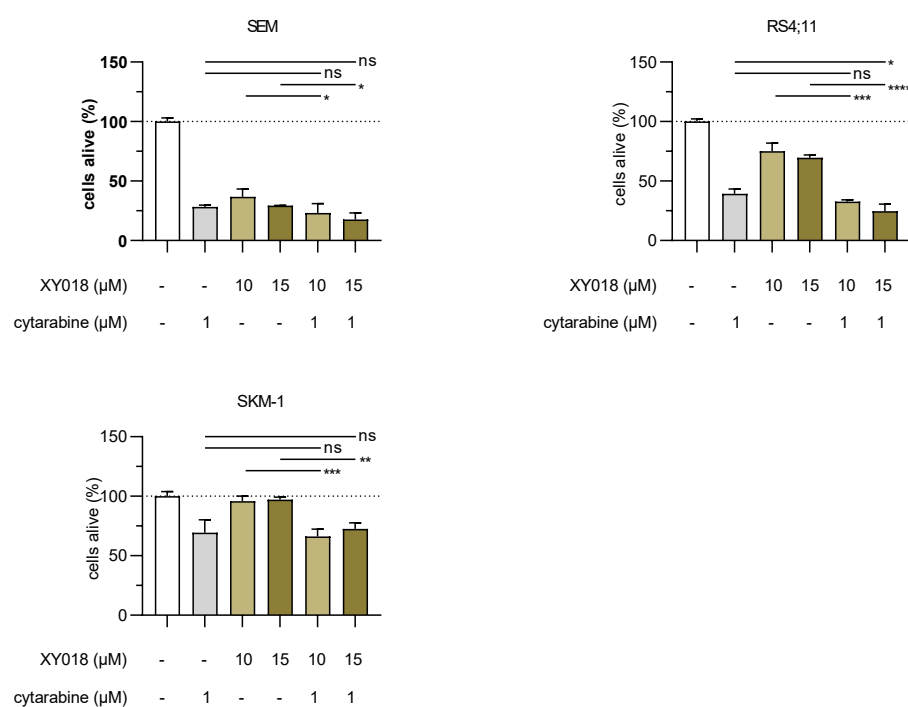 SEM
150
100
50
0
cells alive (%)
ns
ns
*
*
XY018 (µM) - - 10 15 10 15
cytarabine (µM) - 1 - - 1 1
RS4;11
150
100
50
0
cells alive (%)
*
ns
****
***
XY018 (µM) - - 10 15 10 15
cytarabine (µM) - 1 - - 1 1
SKM-1
150
100
50
0
cells alive (%)
ns
ns
**
***
XY018 (µM) - - 10 15 10 15
cytarabine (µM) - 1 - - 1 1